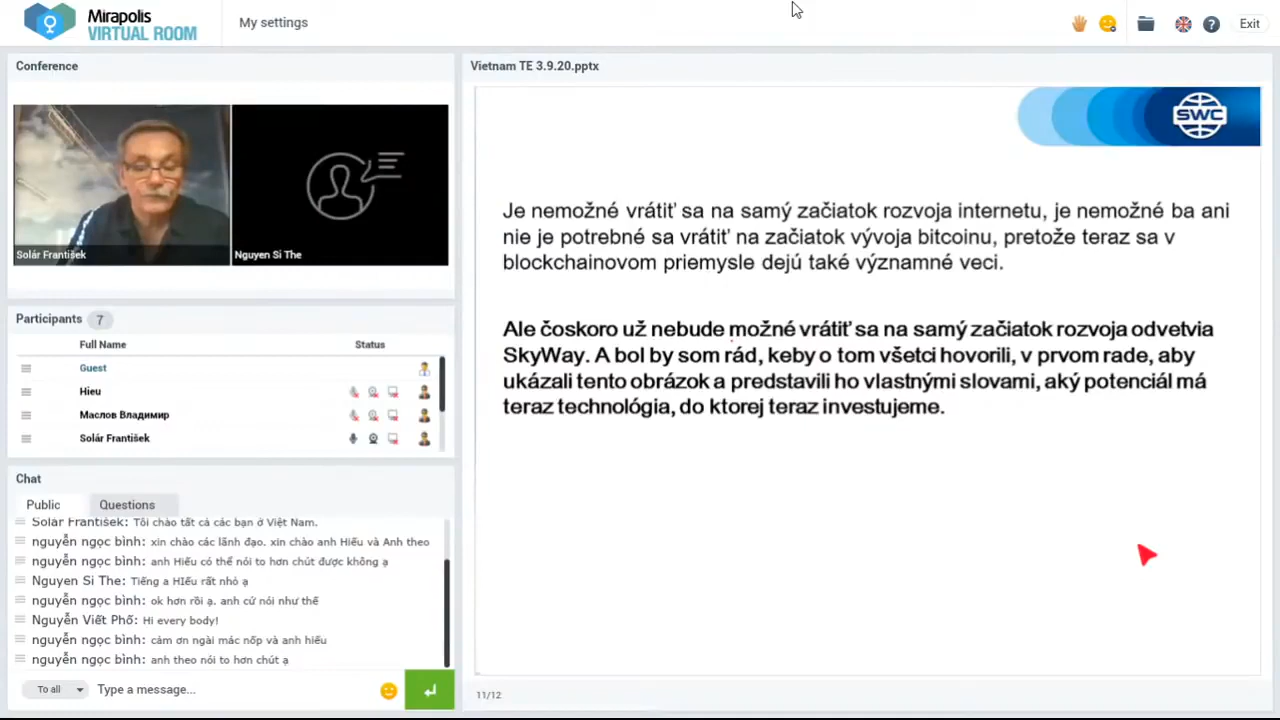 Mirapolis
VIRTUAL ROOM
My settings
Exit
Conference
Solár František
Nguyen Si The
Participants 7
Full Name Status
Guest
Hieu
Маслов Владимир
Solár František
Chat
Public Questions
Solár František: Tôi chào tất cả các bạn ở Việt Nam.
nguyễn ngọc bình: xin chào các lãnh đạo. xin chào anh Hiếu và Anh theo
nguyễn ngọc bình: anh Hiếu có thể nói to hơn chút được không ạ
Nguyen Si The: Tiếng a HIếu rất nhỏ ạ
nguyễn ngọc bình: ok hơn rồi ạ. anh cứ nói như thế
Nguyễn Viết Phố: Hi every body!
nguyễn ngọc bình: cảm ơn ngài mác nốp và anh hiếu
nguyễn ngọc bình: anh theo nói to hơn chút ạ
To all Type a message...
Vietnam TE 3.9.20.pptx
SWC
Je nemožné vrátiť sa na samý začiatok rozvoja internetu, je nemožné ba ani
nie je potrebné sa vrátiť na začiatok vývoja bitcoinu, pretože teraz sa v
blockchainovom priemysle dejú také významné veci.
Ale čoskoro už nebude možné vrátiť sa na samý začiatok rozvoja odvetvia
SkyWay. A bol by som rád, keby o tom všetci hovorili, v prvom rade, aby
ukázali tento obrázok a predstavili ho vlastnými slovami, aký potenciál má
teraz technológia, do ktorej teraz investujeme.
11/12